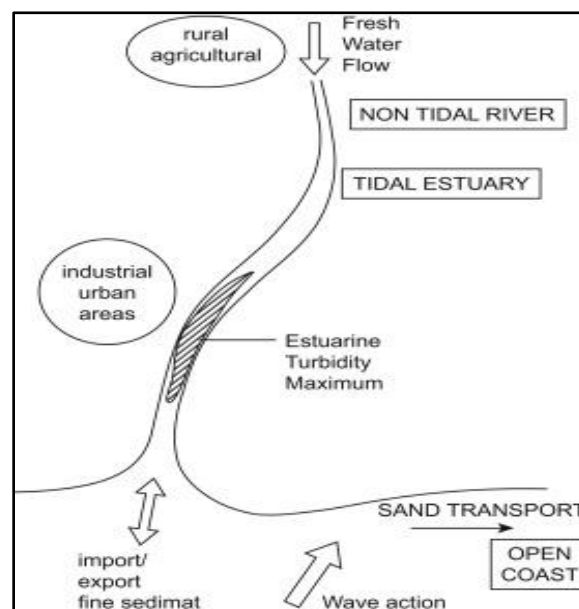 rural
agricultural
Fresh
Water
Flow
NON TIDAL RIVER
TIDAL ESTUARY
industrial
urban
areas
Estuarine
Turbidity
Maximum
SAND TRANSPORT
OPEN
COAST
import/
export
fine sedimat
Wave action